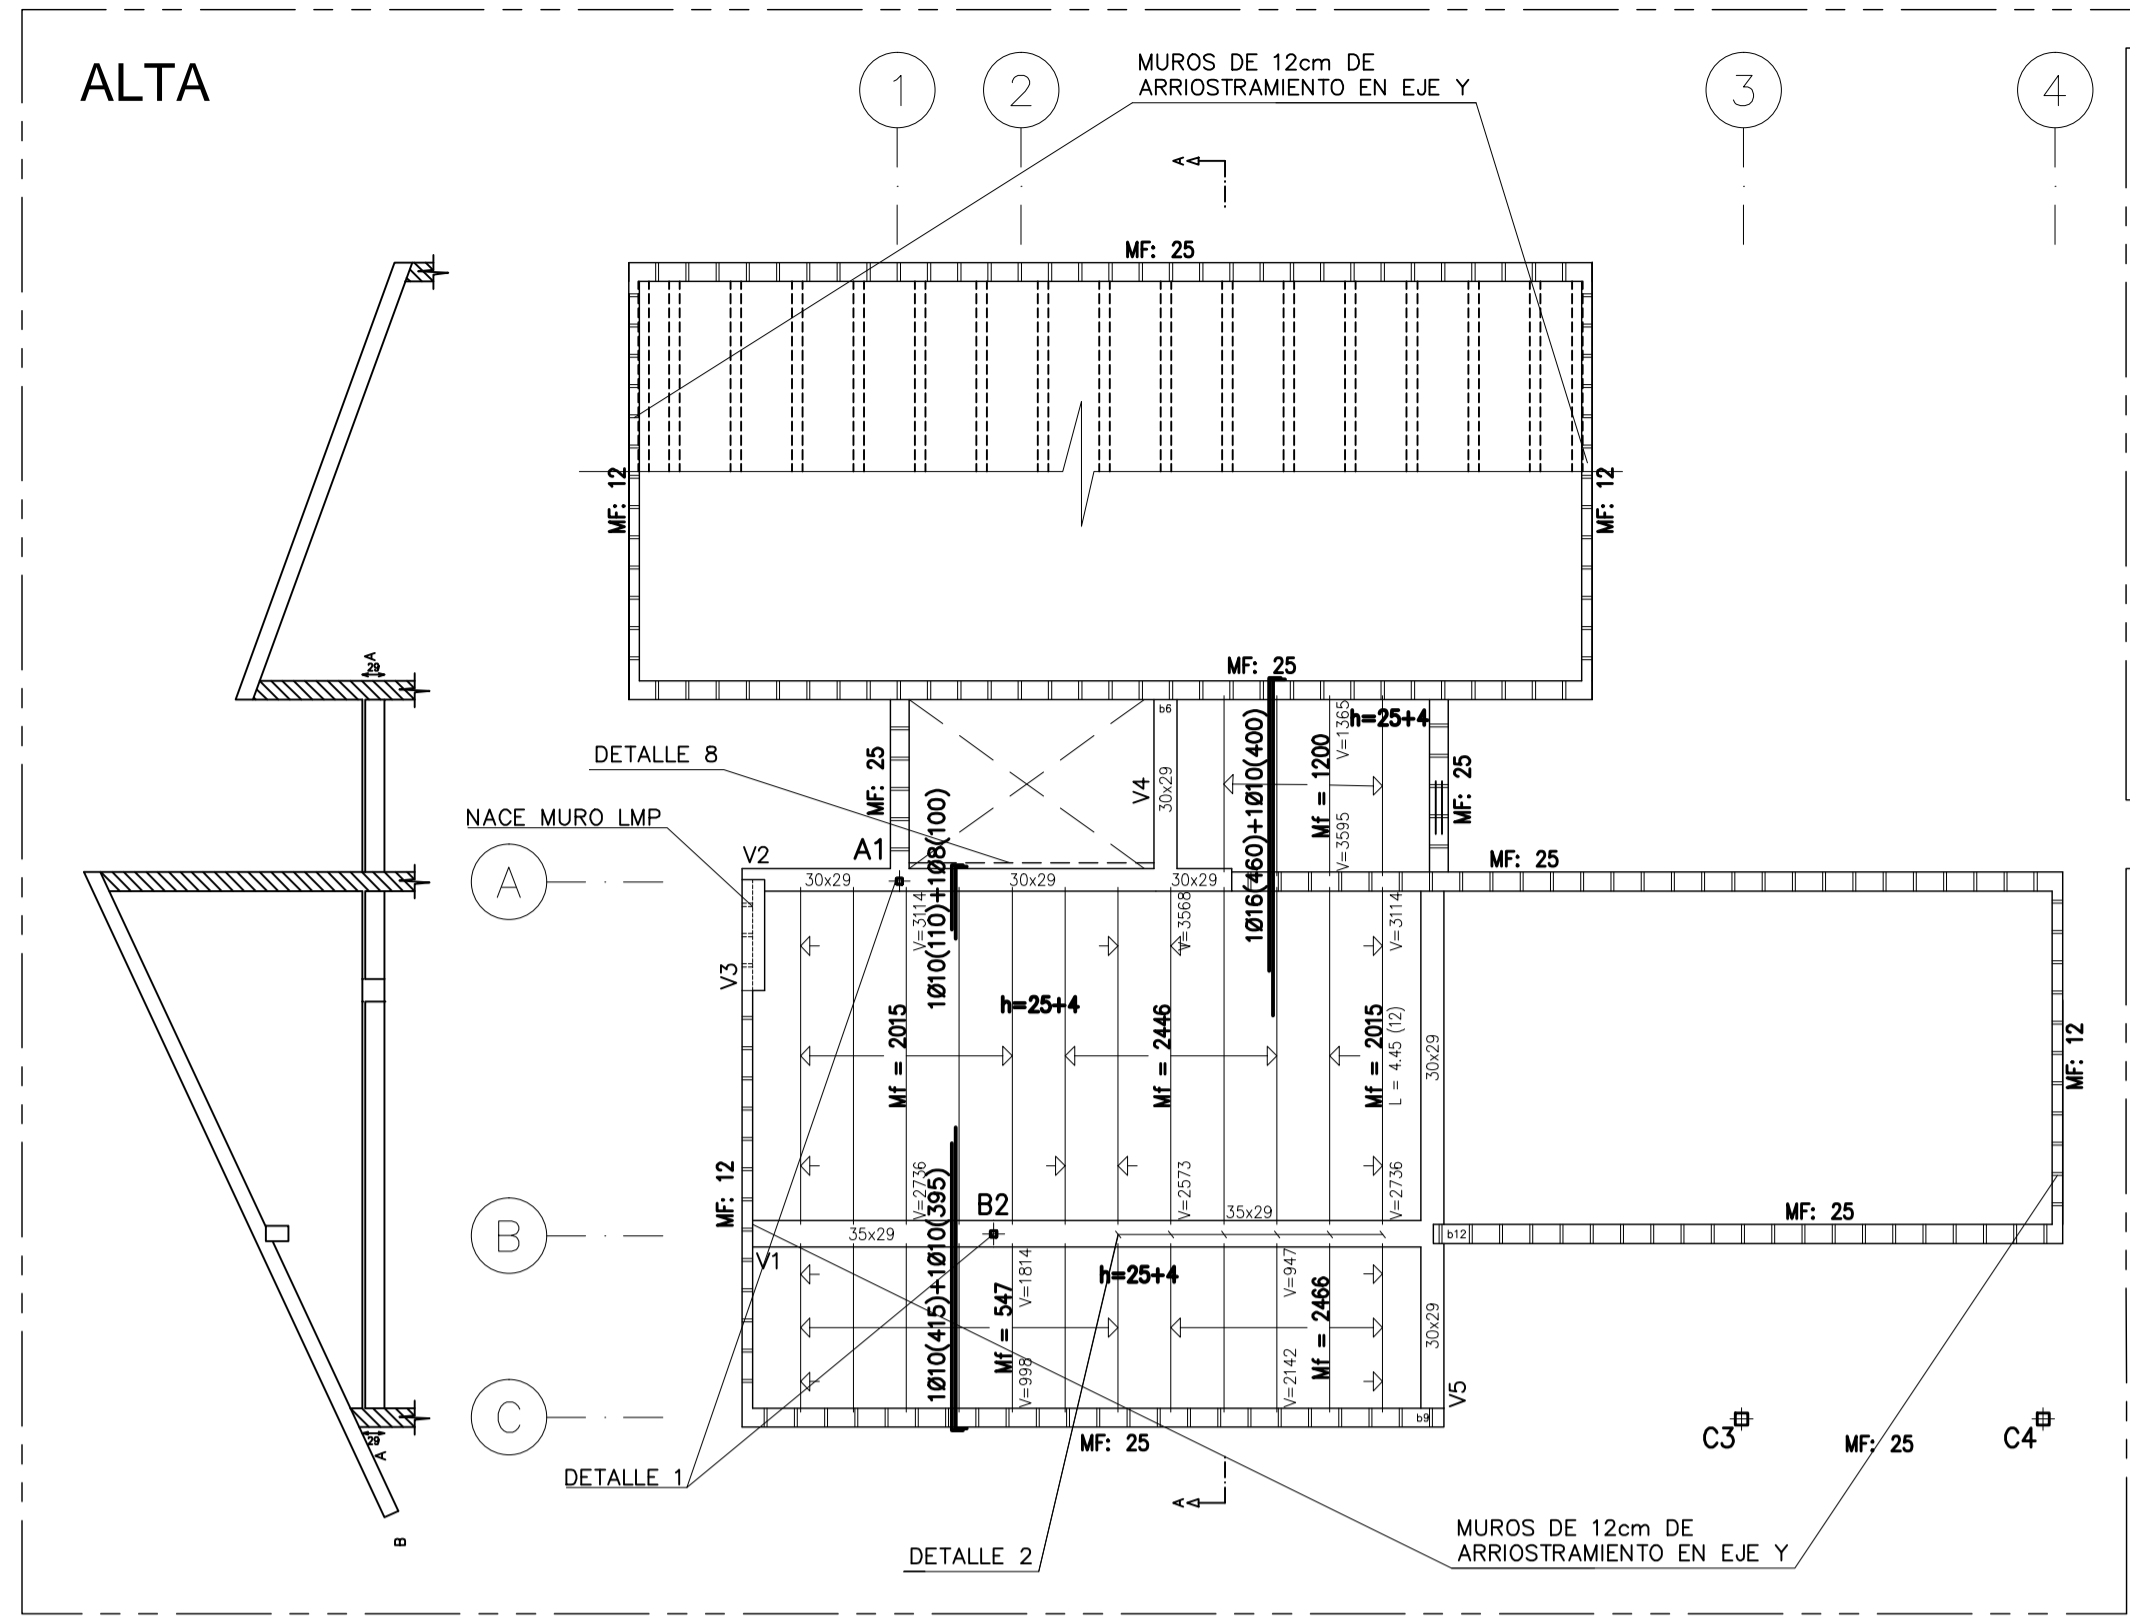 ALTA
1
2
3
4
MUROS DE 12cm DE
ARRIOSTRAMIENTO EN EJE Y
A
MF: 25
MF: 12
MF: 12
A
29
MF: 25
b6
V=1365
h=25+4
DETALLE 8
MF: 25
V4
30x29
1Ø16(460)+1Ø10(400)
Mf = 1200
MF: 25
NACE MURO LMP
V=3595
V2
A1
MF: 25
A
30x29
30x29
30x29
1Ø10(110)+1Ø8(100)
V=3114
V=3568
V=3114
V3
h=25+4
Mf = 2015
Mf = 2446
Mf = 2015
L = 4.45 (12)
30x29
MF: 12
MF: 12
V=2736
V=2573
V=2736
B2
35x29
MF: 25
B
35x29
b12
V1
1Ø10(415)+1Ø10(395)
V=1814
h=25+4
V=947
Mf = 547
Mf = 2466
30x29
V=998
V=2142
V5
C
b9
29
A
MF: 25
C3
MF: 25
C4
DETALLE 1
A
B
DETALLE 2
MUROS DE 12cm DE
ARRIOSTRAMIENTO EN EJE Y